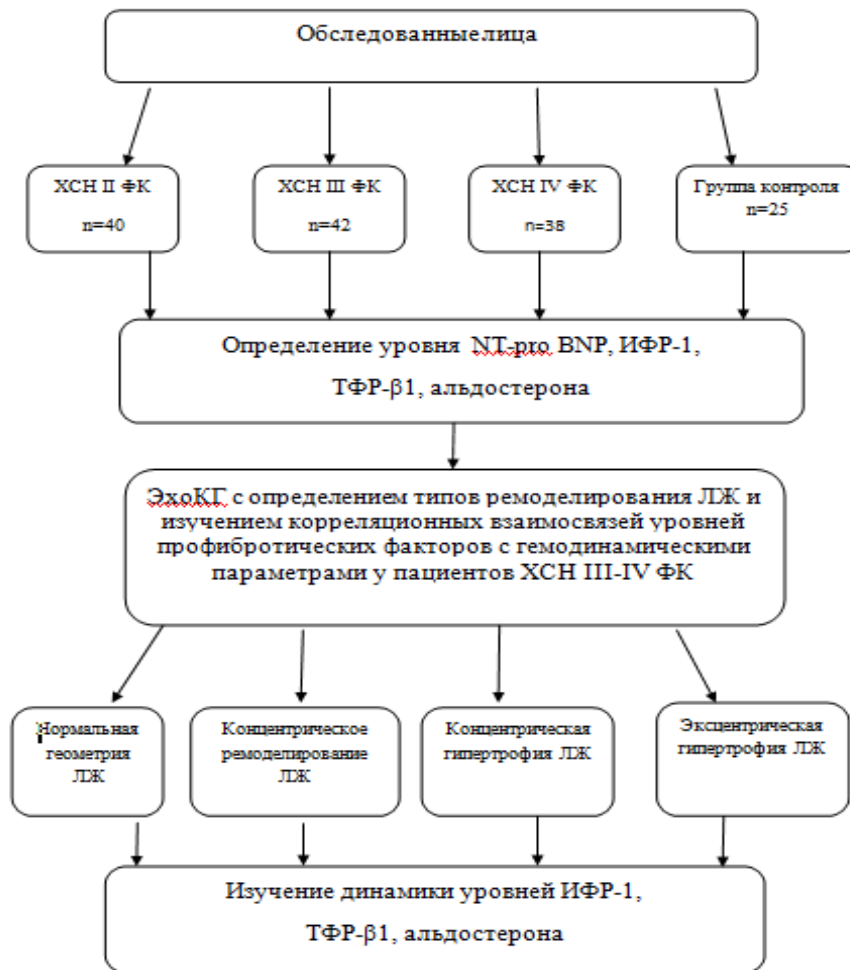 Обследованные лица
ХСН II ФК
n=40
ХСН III ФК
n=42
ХСН IV ФК
n=38
Группа контроля
n=25
Определение уровня NT-pro BNP, ИФР-1,
ТФР-β1, альдостерона
ЭхоКГ с определением типов ремоделирования ЛЖ и
изучением корреляционных взаимосвязей уровней
профибротических факторов с гемодинамическими
параметрами у пациентов ХСН III-IV ФК
Нормальная
геометрия
ЛЖ
Концентрическое
ремоделирование
ЛЖ
Концентрическая
гипертрофия ЛЖ
Эксцентрическая
гипертрофия ЛЖ
Изучение динамики уровней ИФР-1,
ТФР-β1, альдостерона